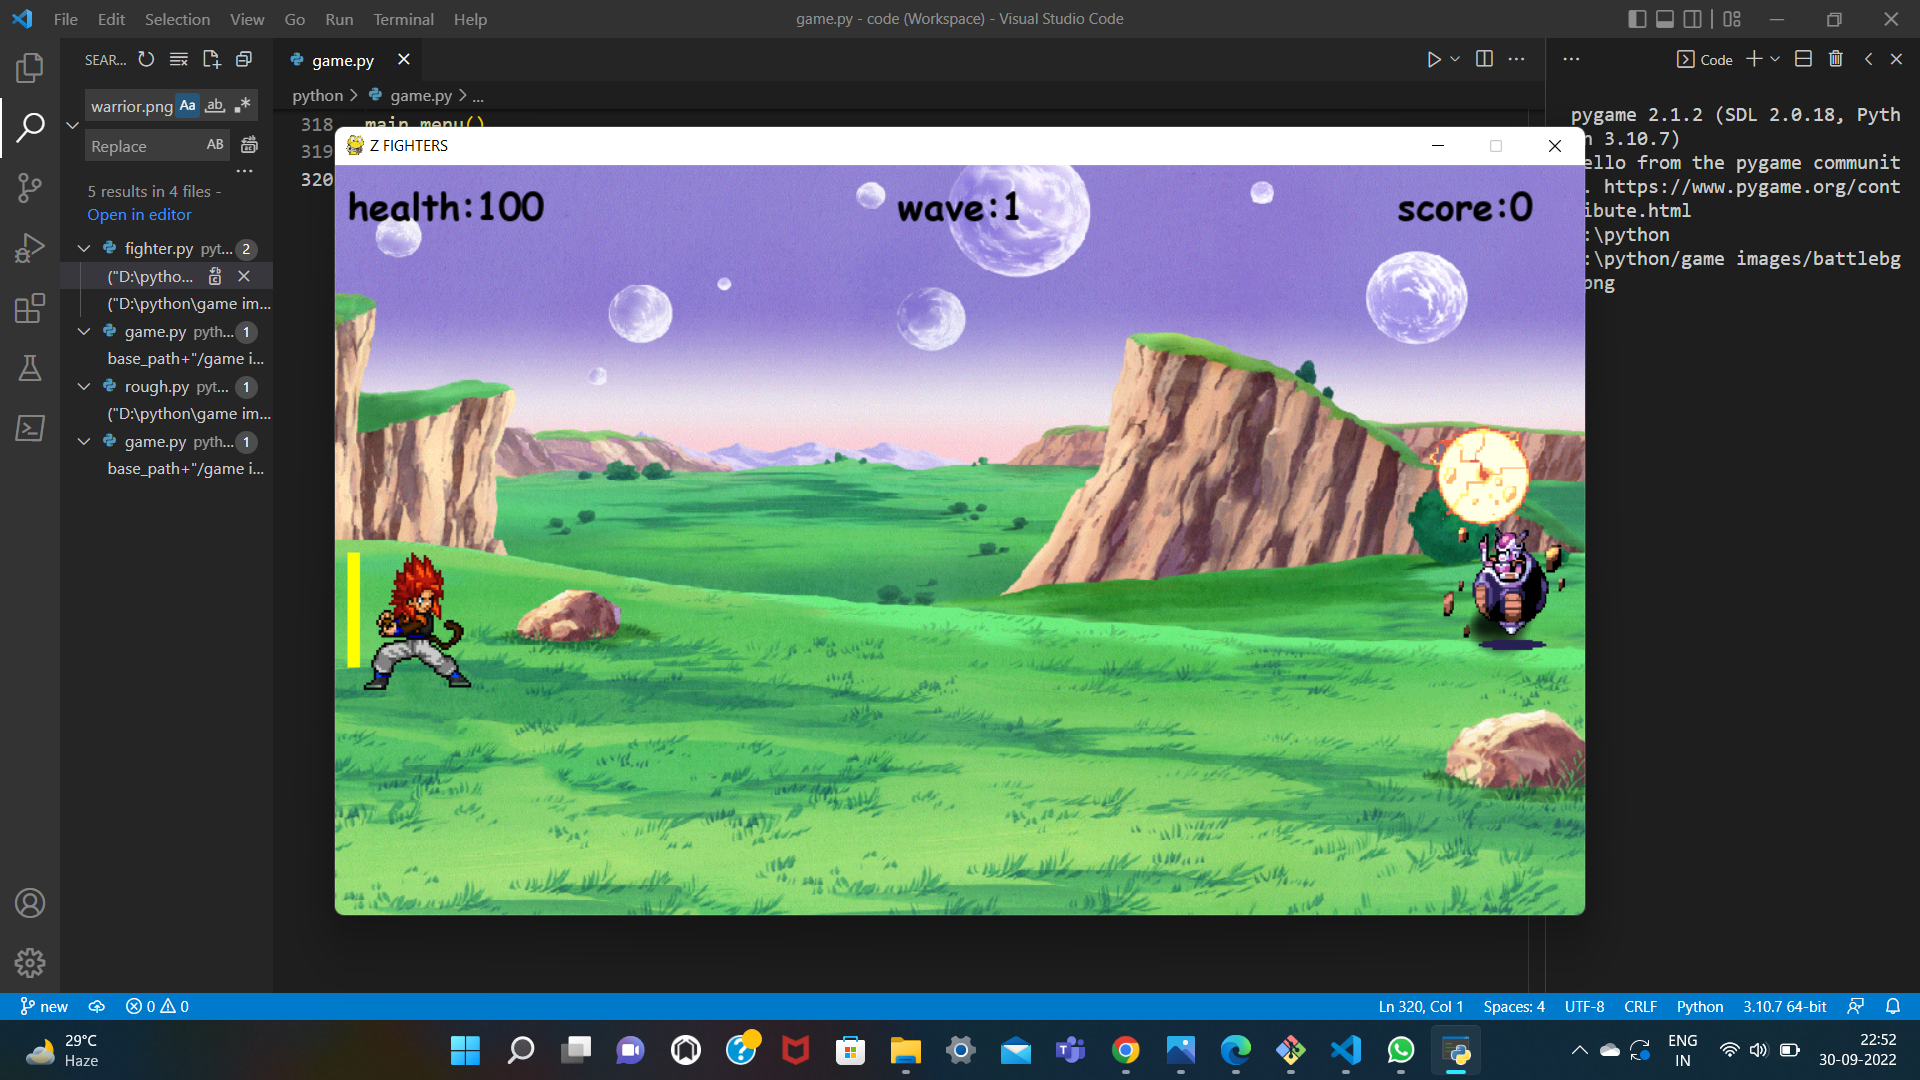 File Edit Selection View Go Run Terminal Help
game.py - code (Workspace) - Visual Studio Code
SEAR...
game.py
Code
warrior.png Aa ab
python > game.py > ...
Replace AB
5 results in 4 files -
Open in editor
fighter.py pyt... 2
("D:\pytho...
("D:\python\game im...
game.py pyth... 1
base_path+"/game i...
rough.py pyt... 1
("D:\python\game im...
game.py pyth... 1
base_path+"/game i...
318 main_menu()
319
320
Z FIGHTERS
health:100
wave:1
score:0
pygame 2.1.2 (SDL 2.0.18, Pyth
n 3.10.7)
ello from the pygame communit
. https://www.pygame.org/cont
ibute.html
:\python
:\python/game images/battlebg
png
new
0 0
Ln 320, Col 1 Spaces: 4 UTF-8 CRLF Python 3.10.7 64-bit
29°C
Haze
ENG
IN
22:52
30-09-2022